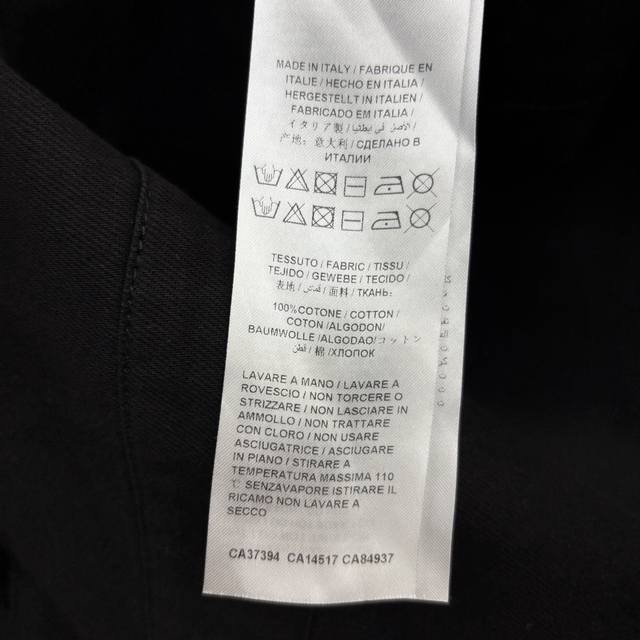 MADE IN ITALY / FABRIQUE EN
ITALIE / HECHO EN ITALIA /
HERGESTELLT IN ITALIEN /
FABRICADO EM ITALIA /
イタリア製 / الأصل في ايطاليا /
产地：意大利 / СДЕЛАНО В
ИТАЛИИ
TESSUTO / FABRIC / TISSU /
TEJIDO / GEWEBE / TECIDO /
表地 / قماش / 面料 / ТКАНЬ:
100%COTONE / COTTON /
COTON /ALGODON/
BAUMWOLLE /ALGODAO/コットン
/ قطن / 棉 /ХЛОПОК
LAVARE A MANO / LAVARE A
ROVESCIO / NON TORCERE O
STRIZZARE / NON LASCIARE IN
AMMOLLO / NON TRATTARE
CON CLORO / NON USARE
ASCIUGATRICE / ASCIUGARE
IN PIANO / STIRARE A
TEMPERATURA MASSIMA 110
℃ SENZAVAPORE ISTIRARE IL
RICAMO NON LAVARE A
SECCO
CA37394 CA14517 CA84937